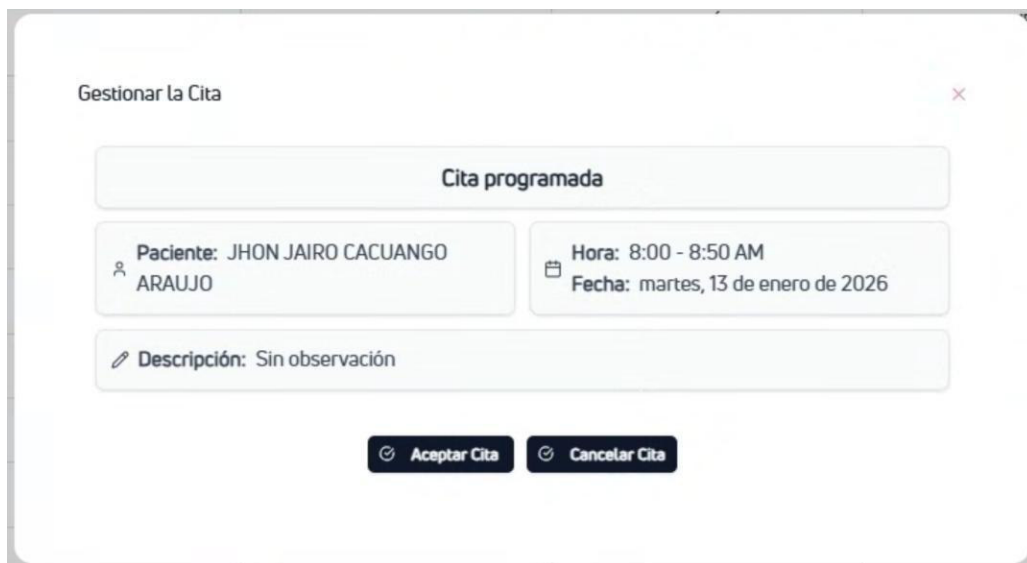 Gestionar la Cita
Cita programada
Paciente: JHON JAIRO CACUANGO
ARAUJO
Hora: 8:00 - 8:50 AM
Fecha: martes, 13 de enero de 2026
Descripción: Sin observación
Aceptar Cita
Cancelar Cita